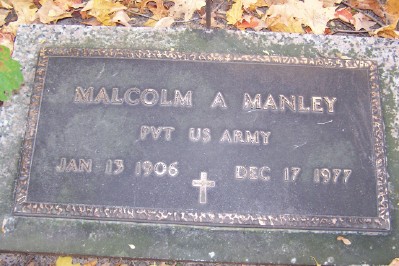 MALCOLM A MANLEY
PVT US ARMY
JAN 13 1906 DEC 17 1977